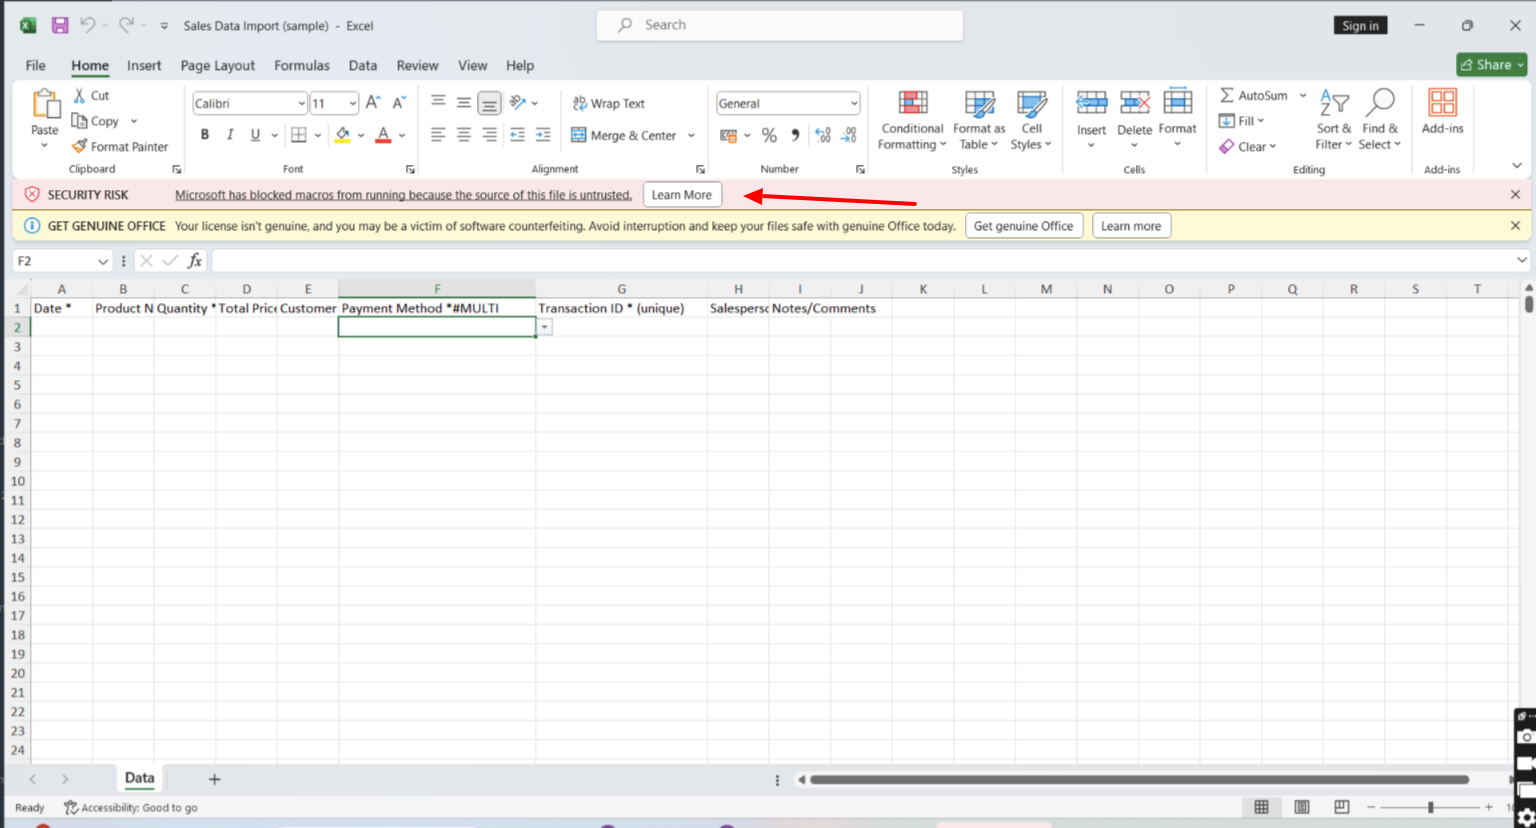 Sales Data Import (sample) - Excel
Search
Sign in
File Home Insert Page Layout Formulas Data Review View Help
Share
Paste
Cut
Copy
Format Painter
Clipboard
Calibri 11
B I U
Font
Wrap Text
Merge & Center
Alignment
General
Number
Conditional Formatting
Format as Table
Cell Styles
Styles
Insert Delete Format
Cells
AutoSum
Fill
Clear
Sort & Filter
Find & Select
Editing
Add-ins
Add-ins
SECURITY RISK Microsoft has blocked macros from running because the source of this file is untrusted. Learn More
GET GENUINE OFFICE Your license isn't genuine, and you may be a victim of software counterfeiting. Avoid interruption and keep your files safe with genuine Office today. Get genuine Office Learn more
F2 fx
A B C D E F G H I J K L M N O P Q R S T
1 Date * Product N Quantity * Total Price Customer Payment Method *#MULTI Transaction ID * (unique) Salesperso Notes/Comments
2
3
4
5
6
7
8
9
10
11
12
13
14
15
16
17
18
19
20
21
22
23
24
Data
Ready Accessibility: Good to go